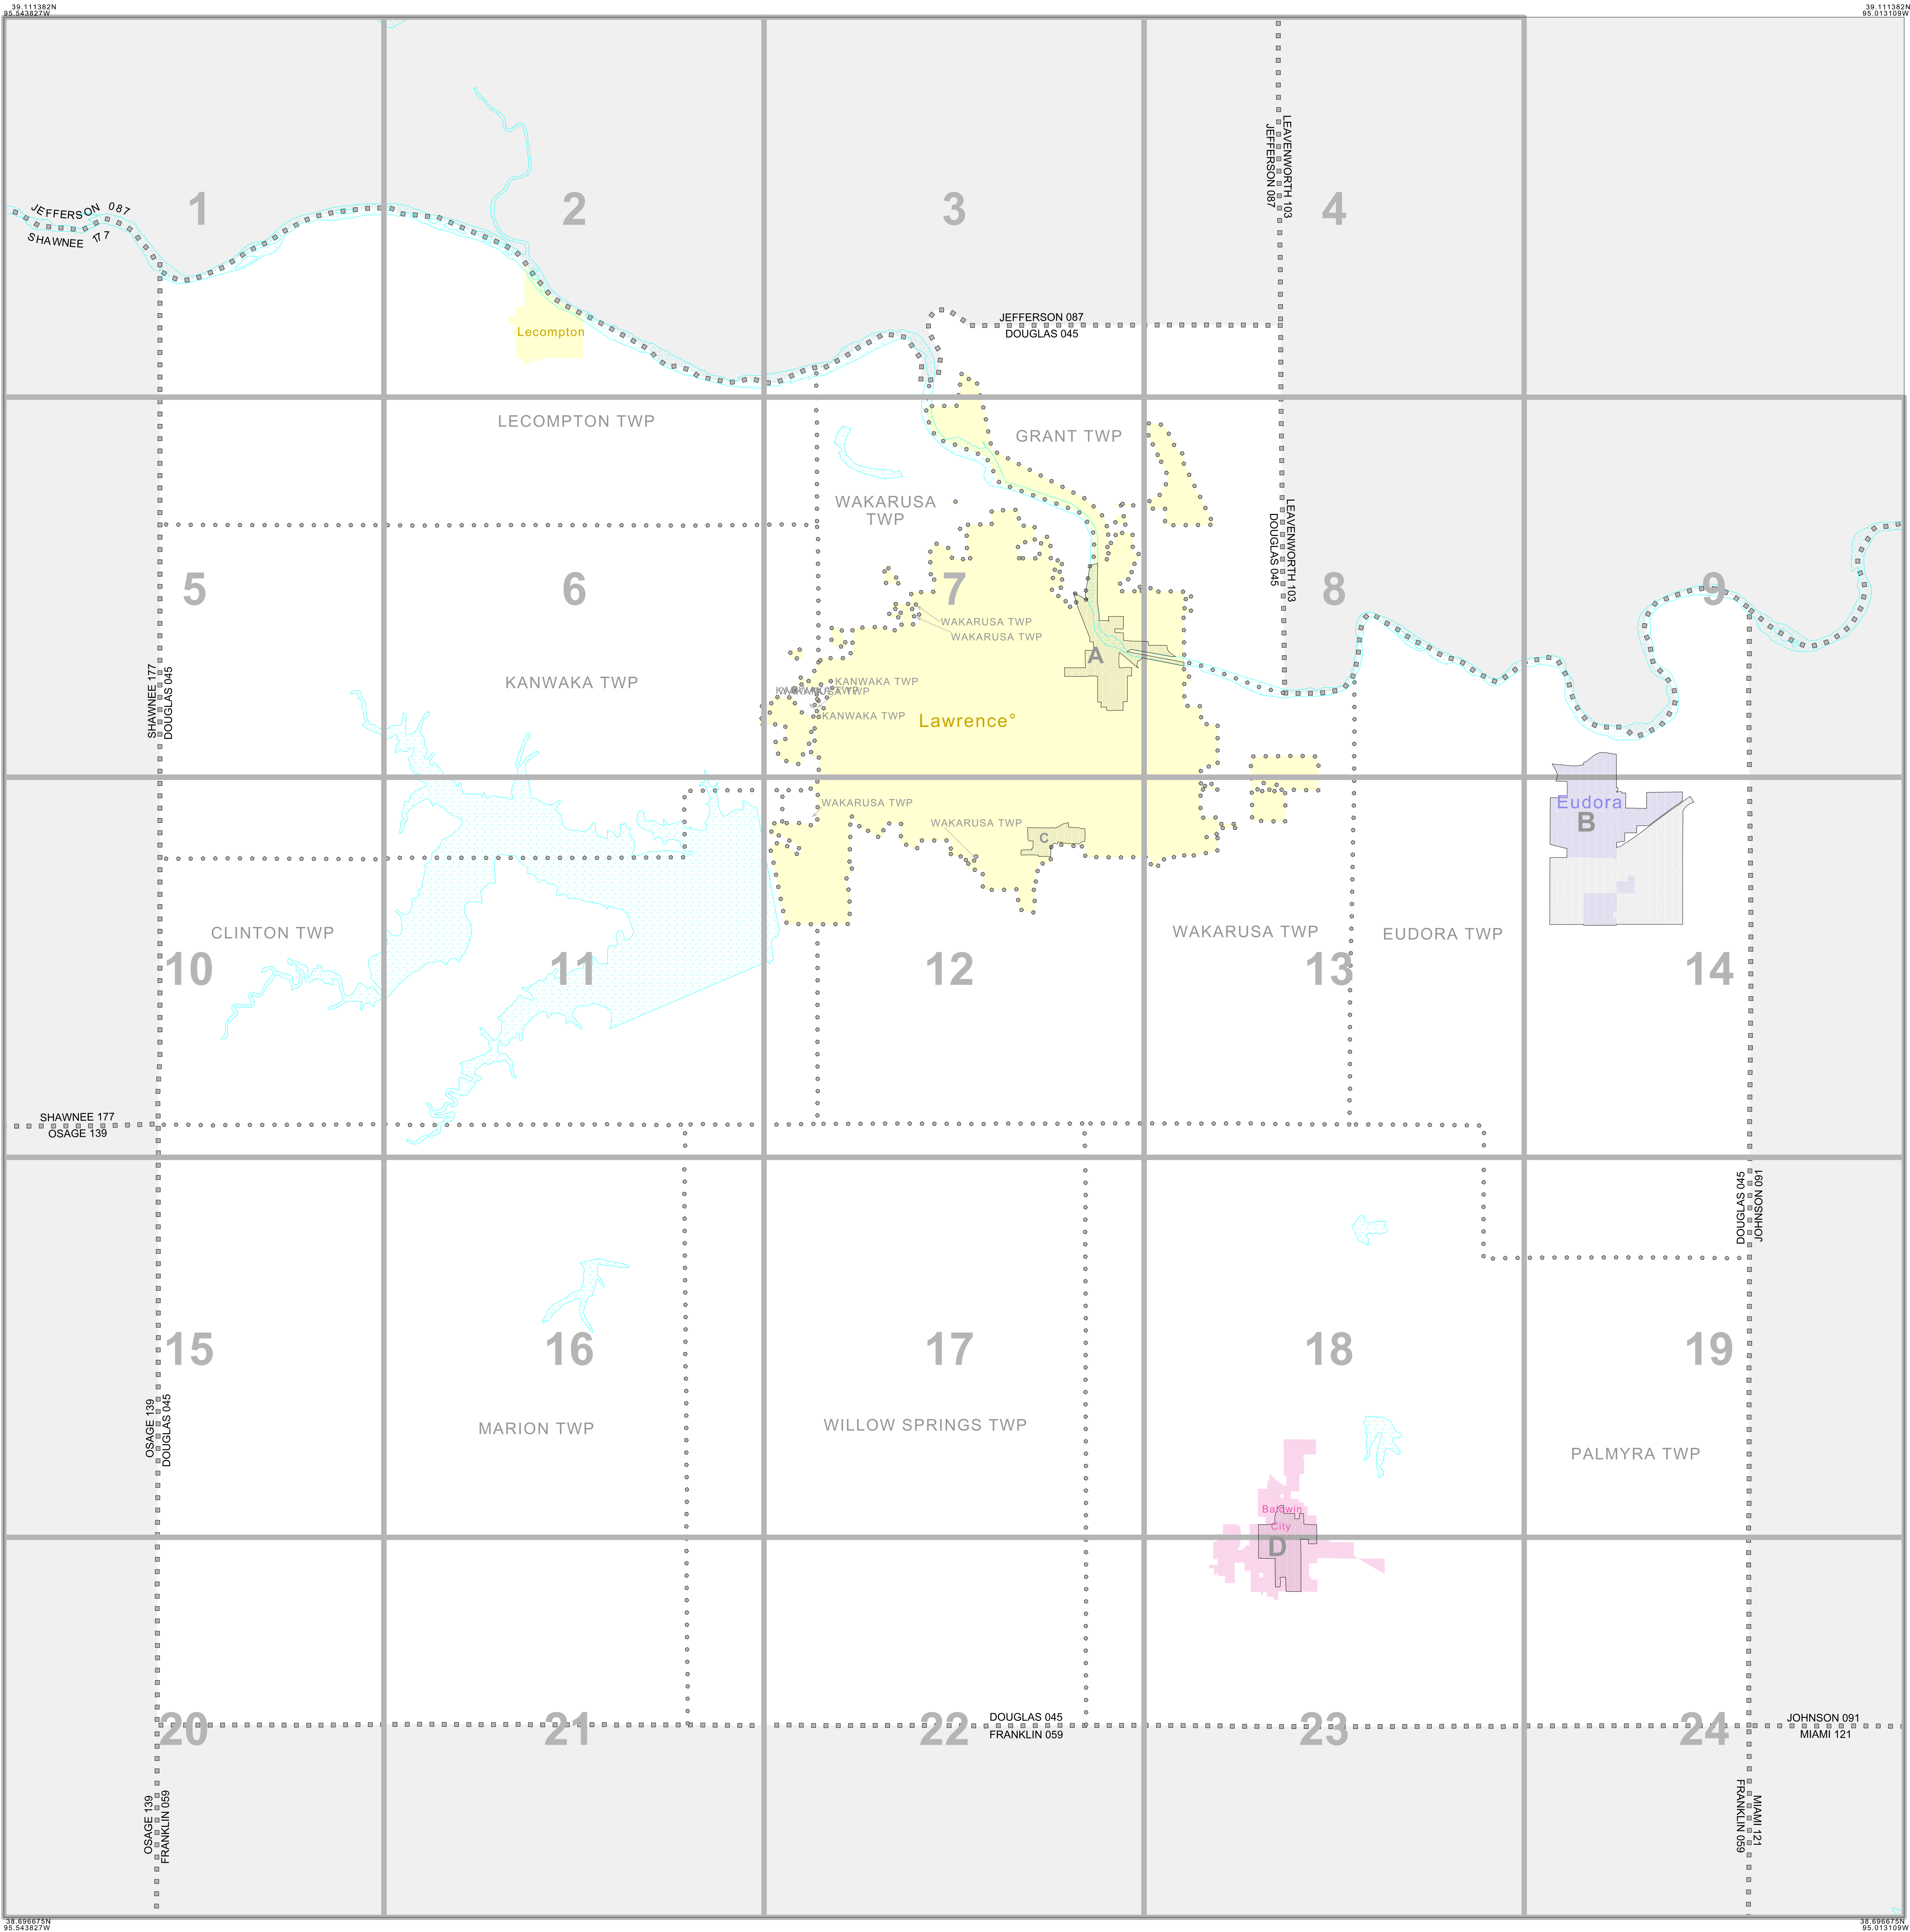 39.111382N
95.543827W
39.111382N
95.013109W
LEAVENWORTH 103
JEFFERSON 087
1
2
3
4
JEFFERSON 087
SHAWNEE 177
JEFFERSON 087
DOUGLAS 045
Lecompton
LECOMPTON TWP
GRANT TWP
WAKARUSA
TWP
LEAVENWORTH 103
DOUGLAS 045
5
6
7
8
9
WAKARUSA TWP
WAKARUSA TWP
A
KANWAKA TWP
KANWAKA TWP
KANWAKA TWP
WAKARUSA TWP
KANWAKA TWP
SHAWNEE 177
DOUGLAS 045
Lawrence°
WAKARUSA TWP
WAKARUSA TWP
C
Eudora
B
CLINTON TWP
WAKARUSA TWP
EUDORA TWP
10
11
12
13
14
SHAWNEE 177
OSAGE 139
DOUGLAS 045
JOHNSON 091
15
16
17
18
19
OSAGE 139
DOUGLAS 045
MARION TWP
WILLOW SPRINGS TWP
PALMYRA TWP
Baldwin
City
D
20
21
22
23
24
DOUGLAS 045
FRANKLIN 059
JOHNSON 091
MIAMI 121
OSAGE 139
FRANKLIN 059
MIAMI 121
FRANKLIN 059
38.696675N
95.543827W
38.696675N
95.013109W